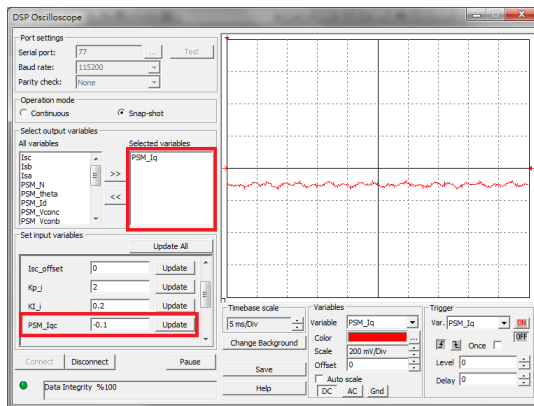 DSP Oscilloscope
Port settings
Serial port: 77 ... Test
Baud rate: 115200
Parity check: None
Operation mode
Continuous Snap-shot
Select output variables
All variables Selected variables
Isc
Isb
Isa
PSM_N
PSM_theta
PSM_Id
PSM_Vconc
PSM_Vconb
>>
<<
PSM_Iq
Set input variables
Update All
Isc_offset 0 Update
Kp_i 2 Update
KI_i 0.2 Update
PSM_Iqc -0.1 Update
Connect Disconnect Pause
Data Integrity %100
Timebase scale
5 ms/Div
Change Background
Save
Help
Variables
Variable PSM_Iq
Color ...
Scale 200 mV/Div
Offset 0
Auto scale
DC AC Gnd
Trigger
Var. PSM_Iq ON
Once OFF
Level 0
Delay 0